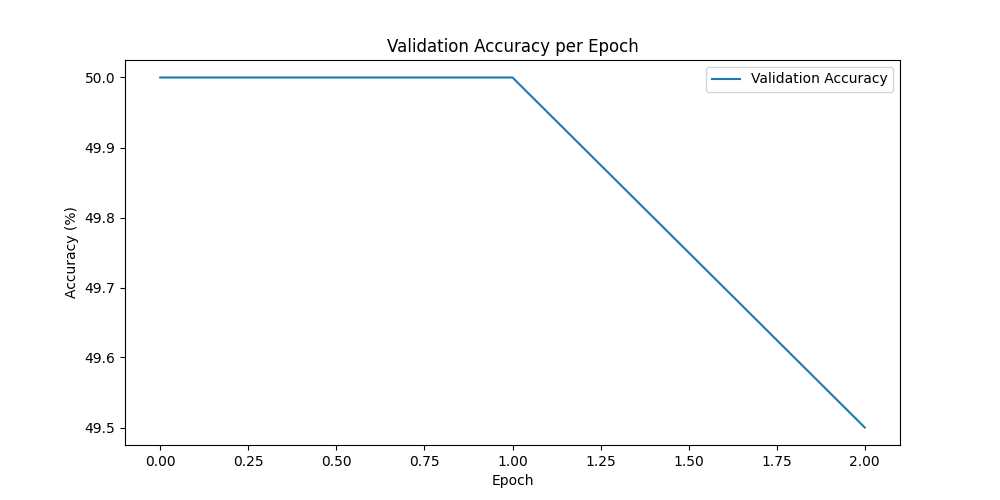 Validation Accuracy per Epoch
Validation Accuracy
50.0
49.9
49.8
49.7
49.6
49.5
Accuracy (%)
0.00 0.25 0.50 0.75 1.00 1.25 1.50 1.75 2.00
Epoch